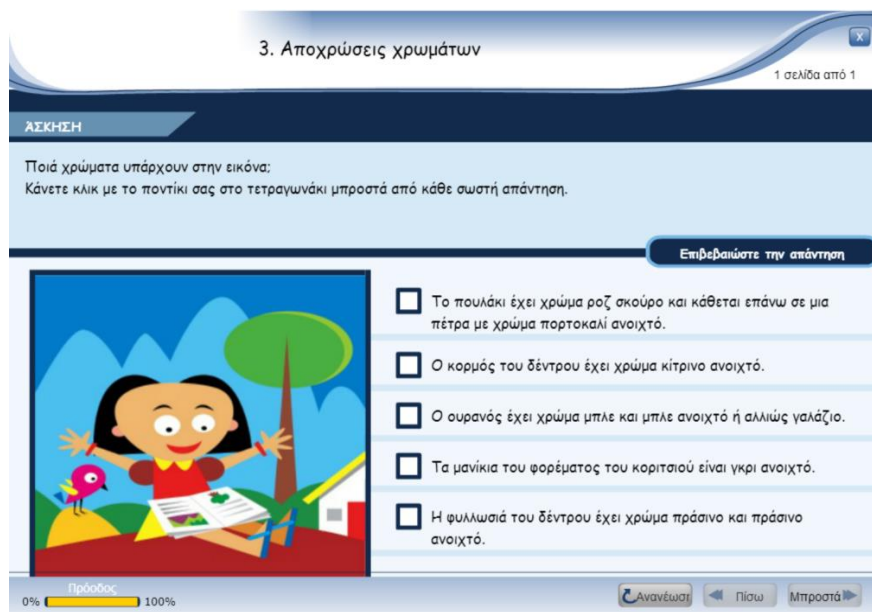 3. Αποχρώσεις χρωμάτων
x
1 σελίδα από 1
ΆΣΚΗΣΗ
Ποιά χρώματα υπάρχουν στην εικόνα;
Κάνετε κλικ με το ποντίκι σας στο τετραγωνάκι μπροστά από κάθε σωστή απάντηση.
Επιβεβαιώστε την απάντηση
Το πουλάκι έχει χρώμα ροζ σκούρο και κάθεται επάνω σε μια
πέτρα με χρώμα πορτοκαλί ανοιχτό.
Ο κορμός του δέντρου έχει χρώμα κίτρινο ανοιχτό.
Ο ουρανός έχει χρώμα μπλε και μπλε ανοιχτό ή αλλιώς γαλάζιο.
Τα μανίκια του φορέματος του κοριτσιού είναι γκρι ανοιχτό.
Η φυλλωσιά του δέντρου έχει χρώμα πράσινο και πράσινο
ανοιχτό.
Πρόοδος
0% 100%
Ανανέωση Πίσω Μπροστά